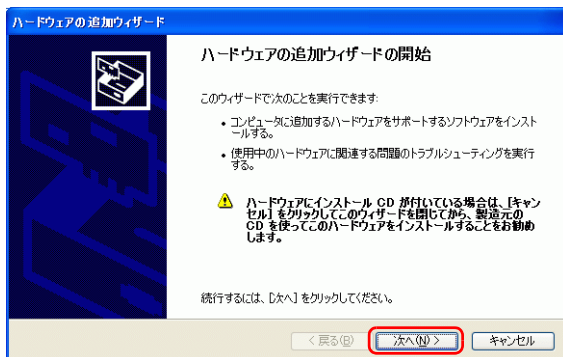 ハードウェアの追加ウィザード
ハードウェアの追加ウィザードの開始
このウィザードで次のことを実行できます:
• コンピュータに追加するハードウェアをサポートするソフトウェアをインスト
ールする。
• 使用中のハードウェアに関連する問題のトラブルシューティングを実行
する。
ハードウェアにインストール CD が付いている場合は、[キャン
セル] をクリックしてこのウィザードを閉じてから、製造元の
CD を使ってこのハードウェアをインストールすることをお勧め
します。
続行するには、[次へ] をクリックしてください。
< 戻る(B)
次へ(N) >
キャンセル